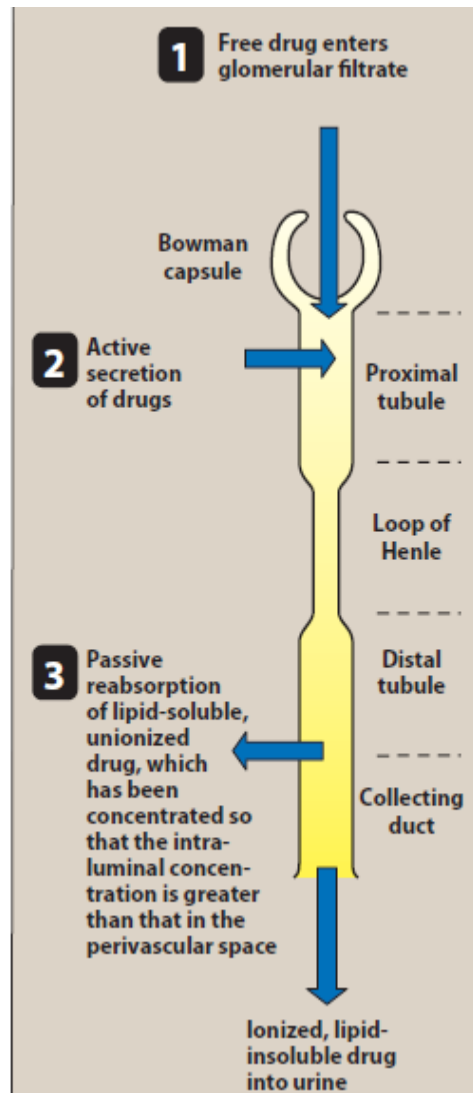 1
Free drug enters
glomerular filtrate
Bowman
capsule
2
Active
secretion
of drugs
Proximal
tubule
Loop of
Henle
3
Passive
reabsorption
of lipid-soluble,
unionized
drug, which
has been
concentrated so
that the intra-
luminal concen-
tration is greater
than that in the
perivascular space
Distal
tubule
Collecting
duct
Ionized, lipid-
insoluble drug
into urine